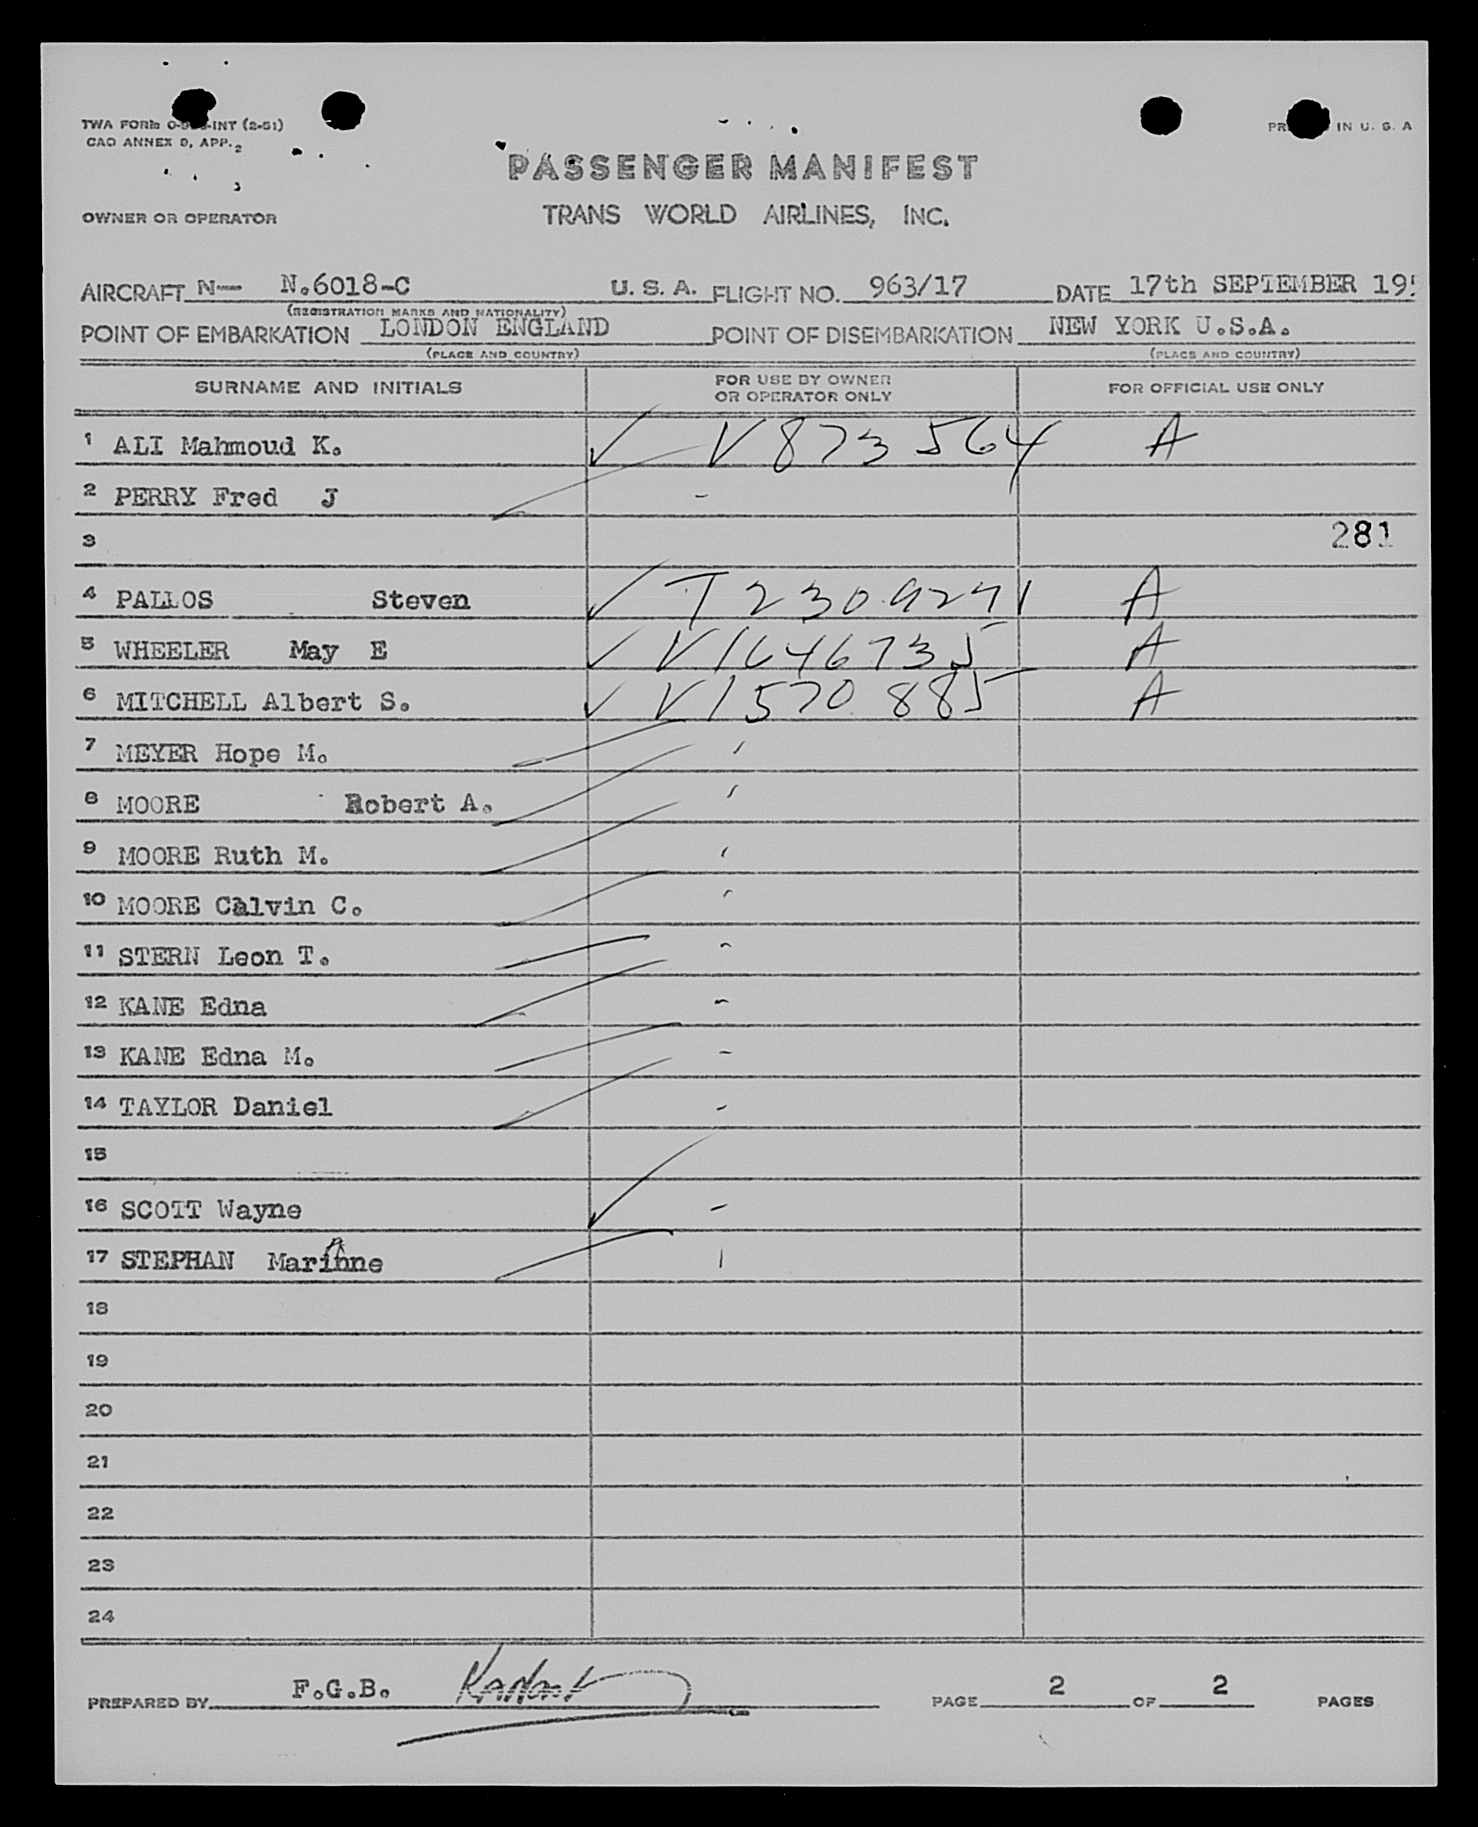 TWA FORM
-INT (2-51)
CAO ANNEX 9, APP. 2
IN U. S. A
PASSENGER MANIFEST
OWNER OR OPERATOR
TRANS WORLD AIRLINES, INC.
AIRCRAFT N-- N.6018-C U. S. A. FLIGHT NO. 963/17 DATE 17th SEPTEMBER 195
(REGISTRATION MARKS AND NATIONALITY)
POINT OF EMBARKATION LONDON ENGLAND POINT OF DISEMBARKATION NEW YORK U.S.A.
(PLACE AND COUNTRY) (PLACE AND COUNTRY)
SURNAME AND INITIALS FOR USE BY OWNER OR OPERATOR ONLY FOR OFFICIAL USE ONLY
1 ALI Mahmoud K. ✓ V 873 564 A
2 PERRY Fred J -
3 281
4 PALLOS Steven ✓ T 2309271 A
5 WHEELER May E ✓ V1646735 A
6 MITCHELL Albert S. ✓ V1570885 A
7 MEYER Hope M.
8 MOORE Robert A.
9 MOORE Ruth M.
10 MOORE Calvin C.
11 STERN Leon T. -
12 KANE Edna -
13 KANE Edna M. -
14 TAYLOR Daniel -
15
16 SCOTT Wayne ✓ -
17 STEPHAN Marianne
18
19
20
21
22
23
24
PREPARED BY F.G.B. PAGE 2 OF 2 PAGES